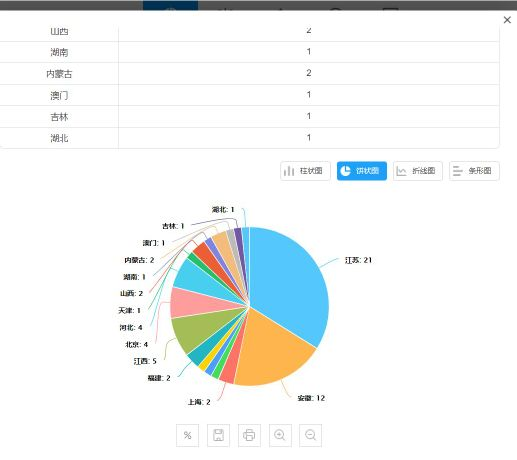 山西 2
湖南 1
内蒙古 2
澳门 1
吉林 1
湖北 1
柱状图 饼状图 折线图 条形图
湖北: 1
吉林: 1
澳门: 1
内蒙古: 2
江苏: 21
湖南: 1
山西: 2
天津: 1
河北: 4
北京: 4
江西: 5
福建: 2
安徽: 12
上海: 2
%